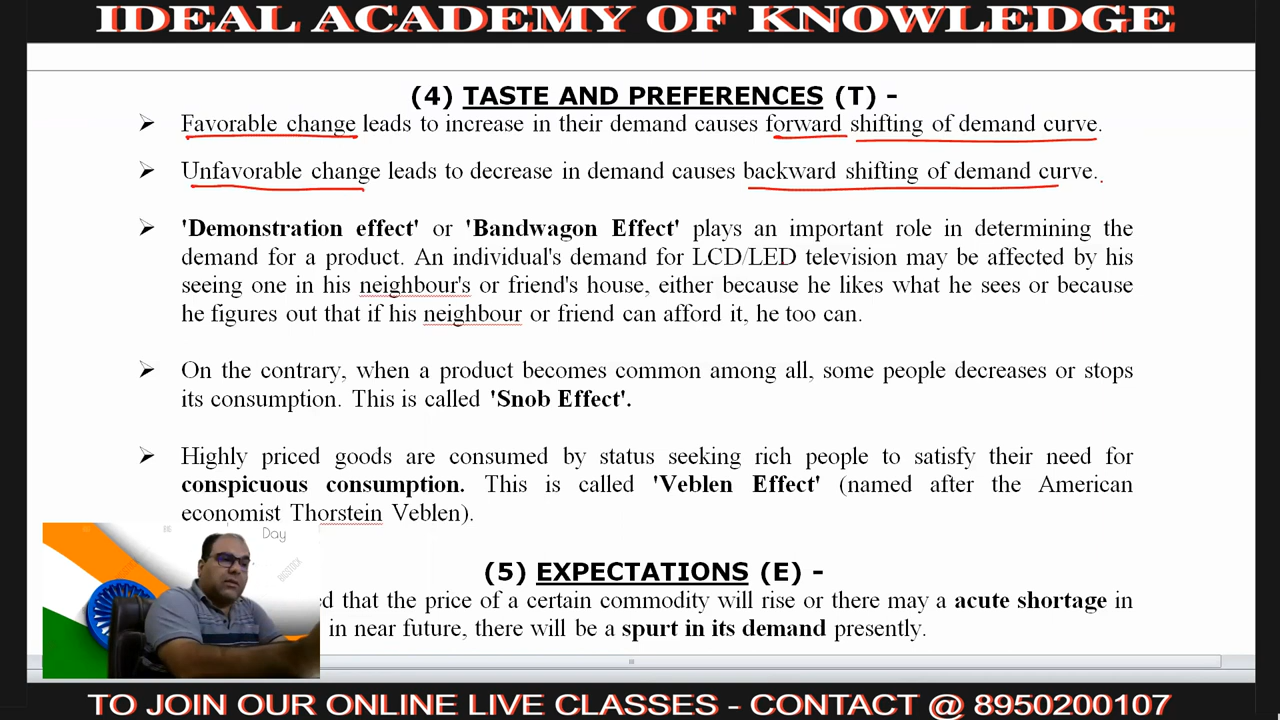 IDEAL ACADEMY OF KNOWLEDGE
(4) TASTE AND PREFERENCES (T) -
➢ Favorable change leads to increase in their demand causes forward shifting of demand curve.
➢ Unfavorable change leads to decrease in demand causes backward shifting of demand curve.
➢ 'Demonstration effect' or 'Bandwagon Effect' plays an important role in determining the
demand for a product. An individual's demand for LCD/LED television may be affected by his
seeing one in his neighbour's or friend's house, either because he likes what he sees or because
he figures out that if his neighbour or friend can afford it, he too can.
➢ On the contrary, when a product becomes common among all, some people decreases or stops
its consumption. This is called 'Snob Effect'.
➢ Highly priced goods are consumed by status seeking rich people to satisfy their need for
conspicuous consumption. This is called 'Veblen Effect' (named after the American
economist Thorstein Veblen).
Day
(5) EXPECTATIONS (E) -
ed that the price of a certain commodity will rise or there may a acute shortage in
in near future, there will be a spurt in its demand presently.
TO JOIN OUR ONLINE LIVE CLASSES - CONTACT @ 8950200107